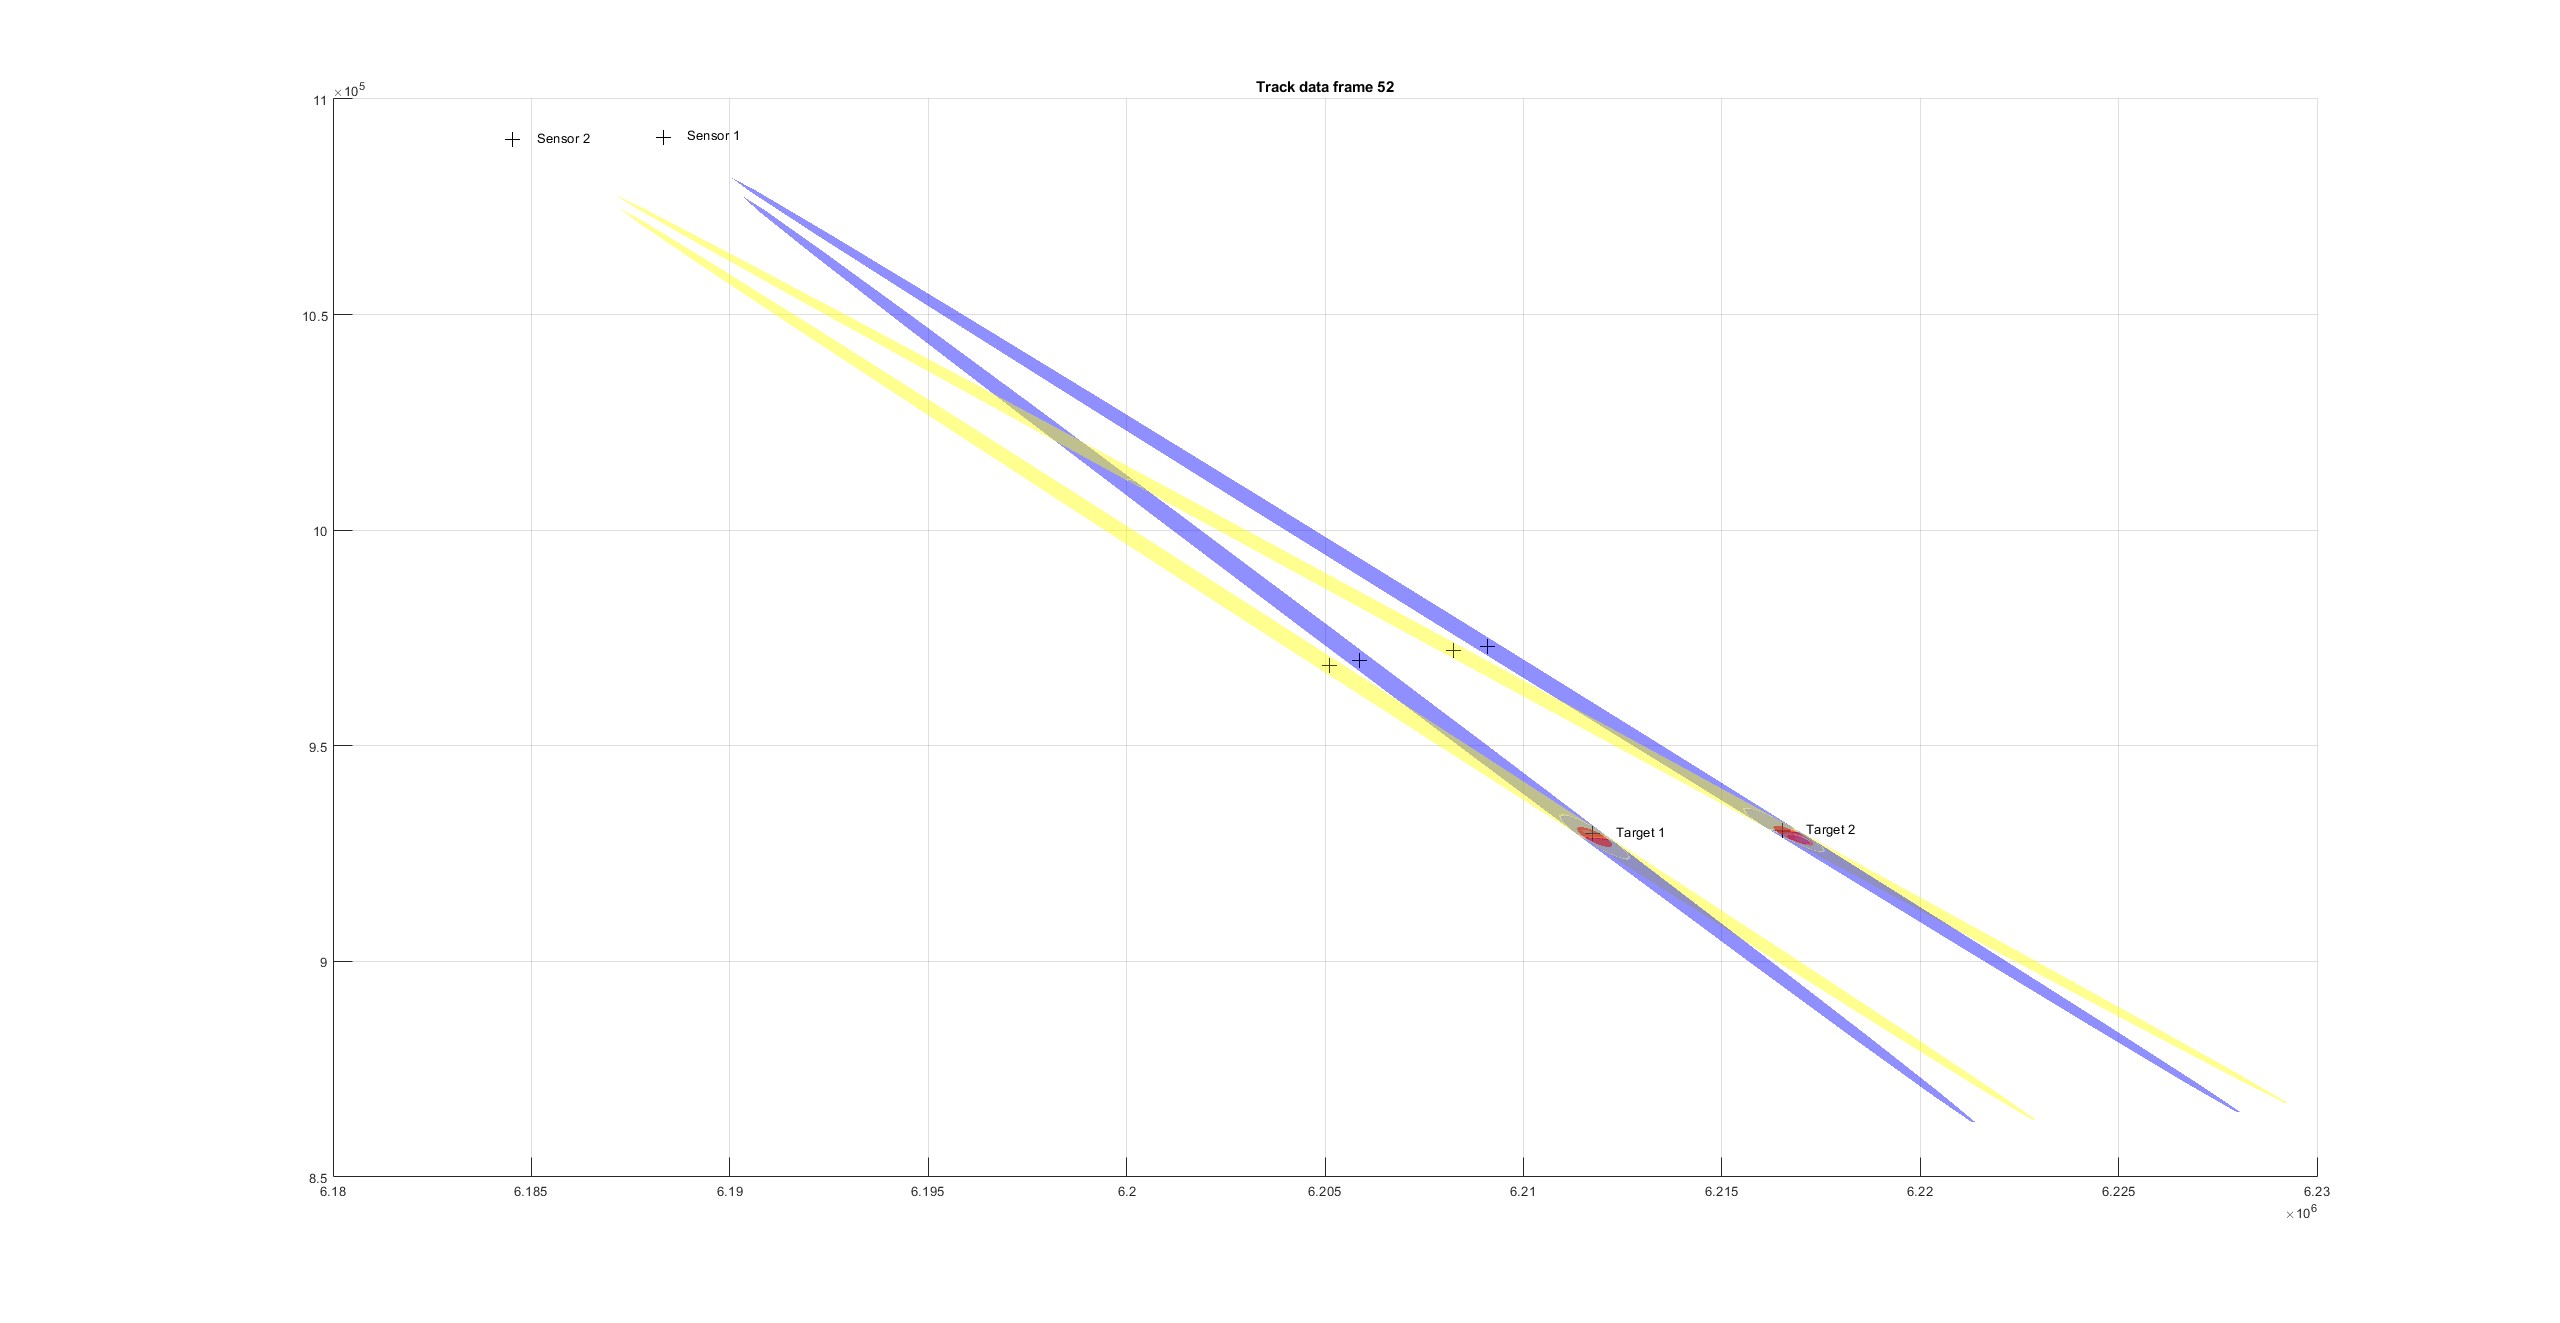 Track data frame 52
×10^5
11
Sensor 2
Sensor 1
10.5
10
9.5
Target 1
Target 2
9
8.5
6.18 6.185 6.19 6.195 6.2 6.205 6.21 6.215 6.22 6.225 6.23
×10^6